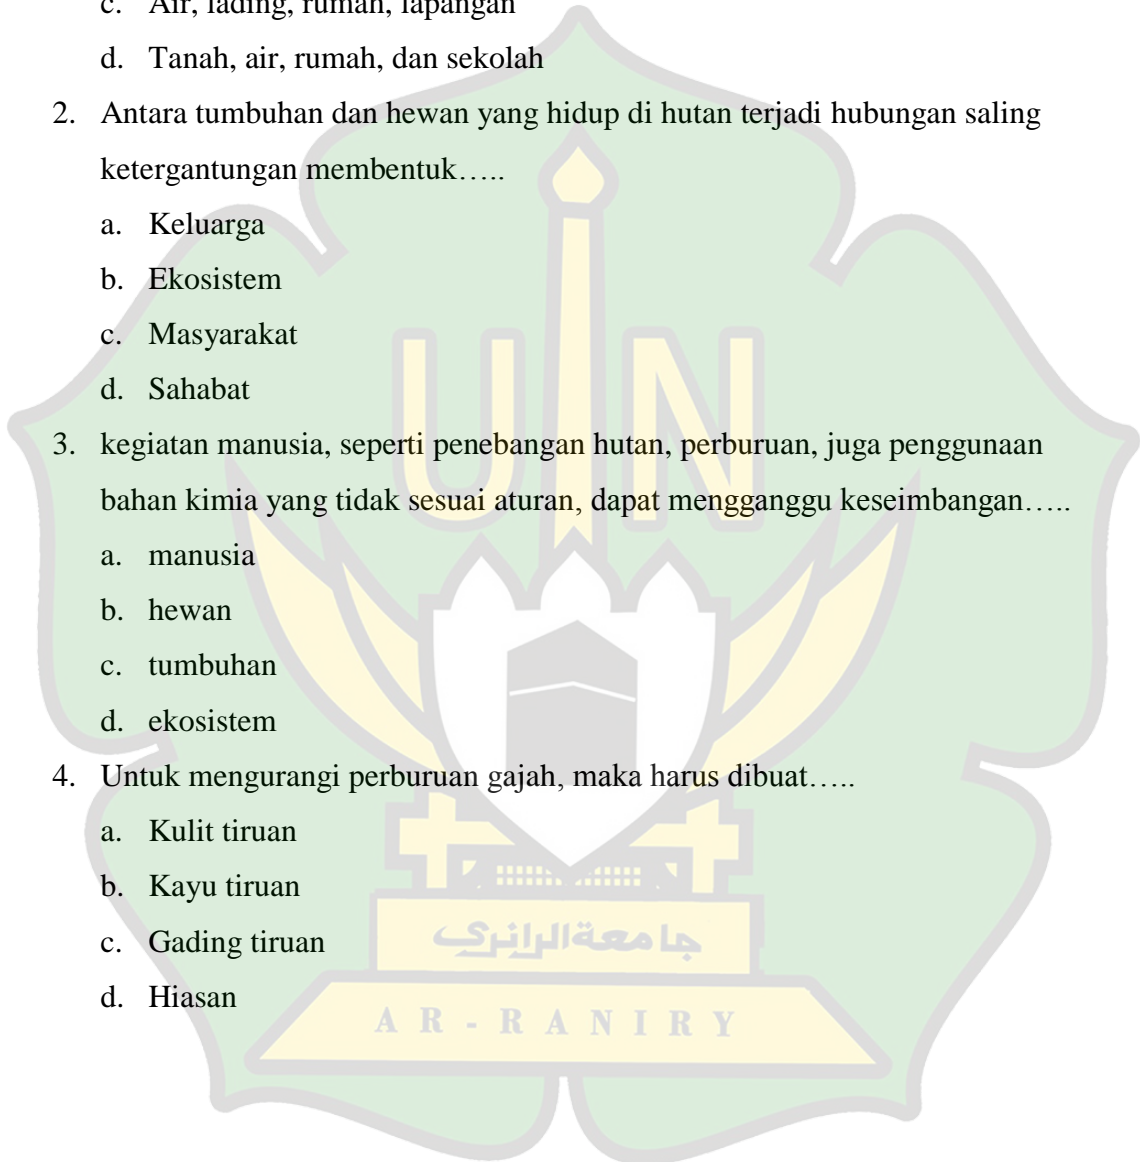 c. Air, lading, rumah, lapangan
d. Tanah, air, rumah, dan sekolah
2. Antara tumbuhan dan hewan yang hidup di hutan terjadi hubungan saling
ketergantungan membentuk…..
a. Keluarga
b. Ekosistem
c. Masyarakat
d. Sahabat
3. kegiatan manusia, seperti penebangan hutan, perburuan, juga penggunaan
bahan kimia yang tidak sesuai aturan, dapat mengganggu keseimbangan…..
a. manusia
b. hewan
c. tumbuhan
d. ekosistem
4. Untuk mengurangi perburuan gajah, maka harus dibuat…..
a. Kulit tiruan
b. Kayu tiruan
c. Gading tiruan
d. Hiasan
UIN
جامعةالرانري
AR-RANIRY